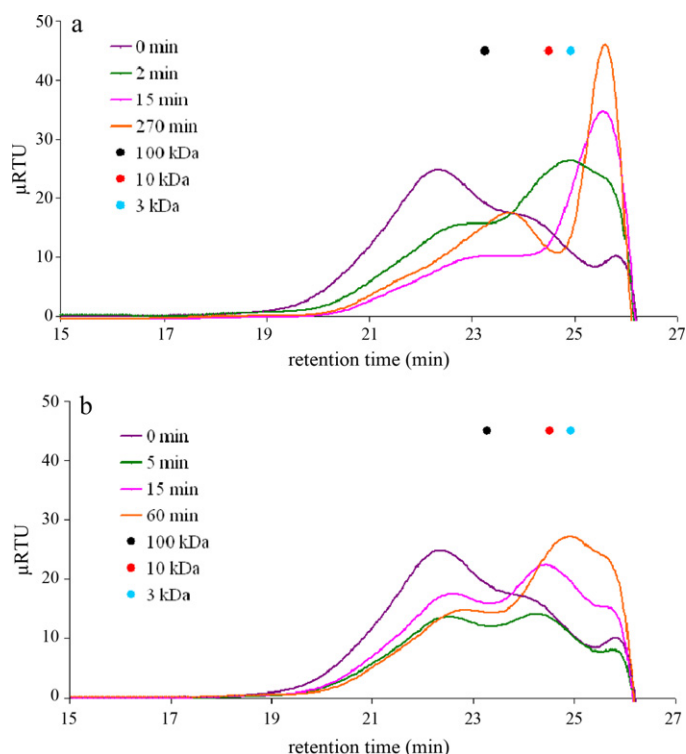 a
50
40
30
20
10
0
μRTU
0 min
2 min
15 min
270 min
100 kDa
10 kDa
3 kDa
15 17 19 21 23 25 27
retention time (min)
b
50
40
30
20
10
0
μRTU
0 min
5 min
15 min
60 min
100 kDa
10 kDa
3 kDa
15 17 19 21 23 25 27
retention time (min)